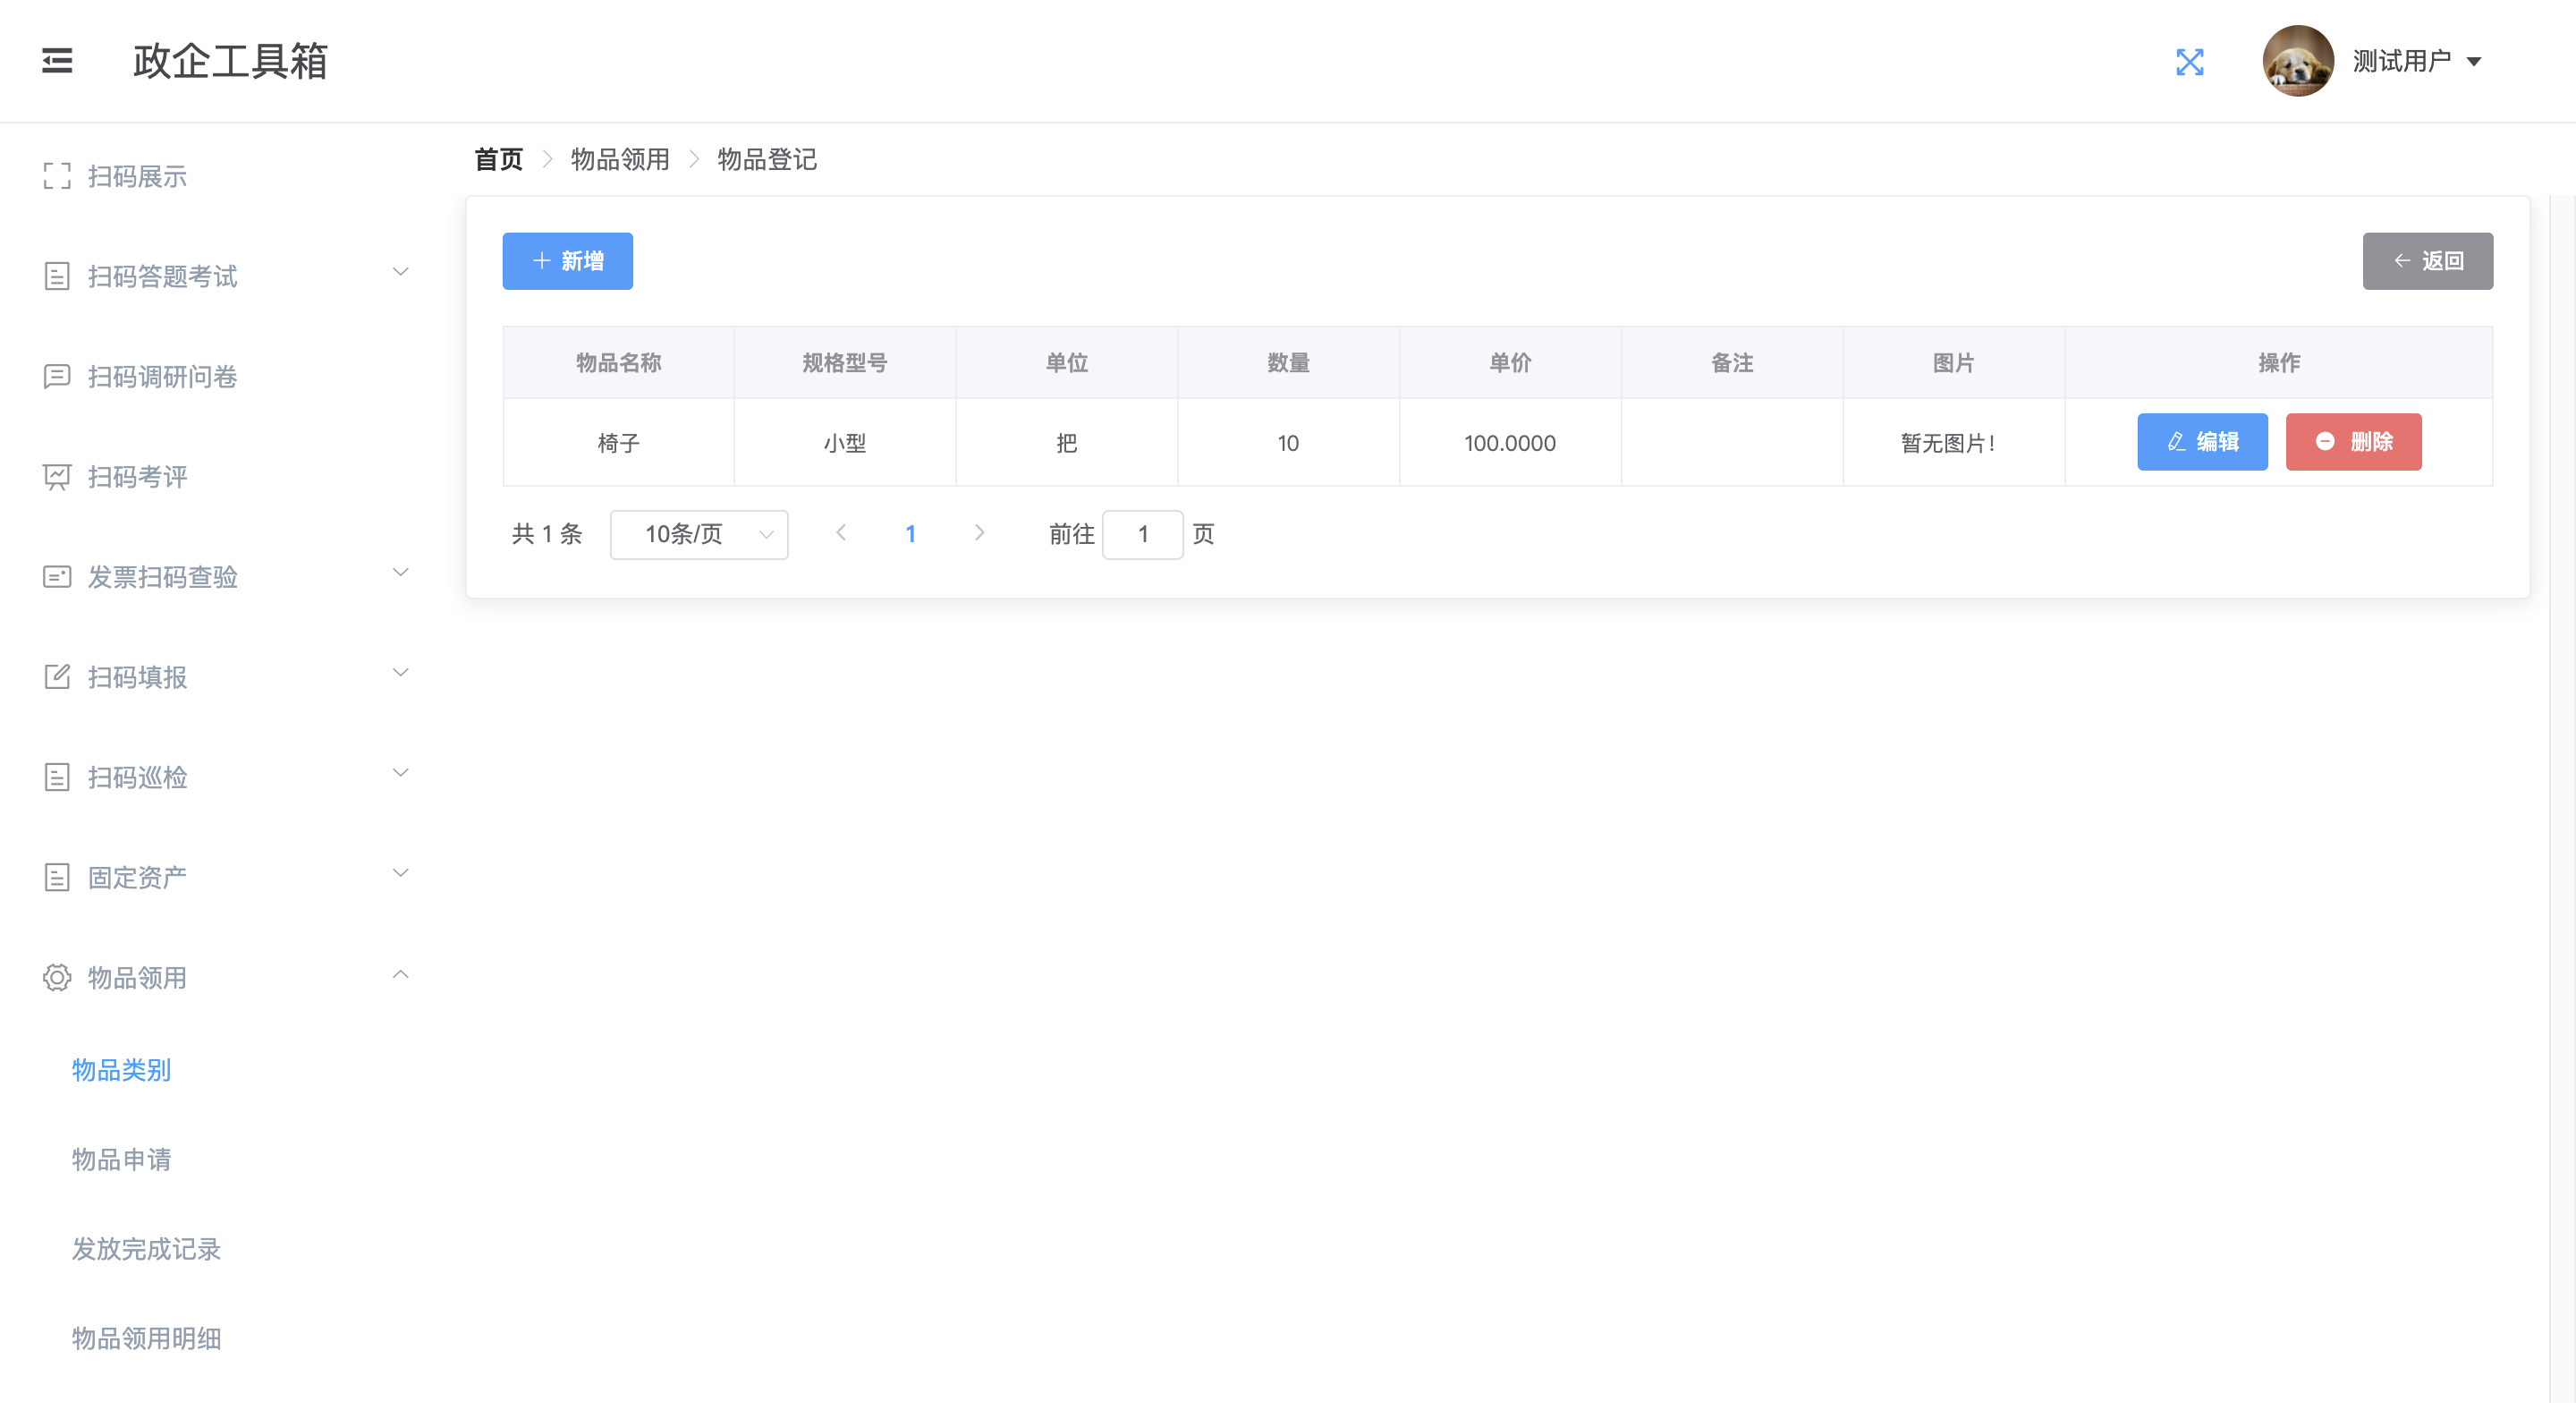 政企工具箱
测试用户
首页 物品领用 物品登记
扫码展示
扫码答题考试
扫码调研问卷
扫码考评
发票扫码查验
扫码填报
扫码巡检
固定资产
物品领用
物品类别
物品申请
发放完成记录
物品领用明细
新增
返回
物品名称 规格型号 单位 数量 单价 备注 图片 操作
椅子 小型 把 10 100.0000 暂无图片! 编辑 删除
共 1 条 10条/页 1 前往 1 页